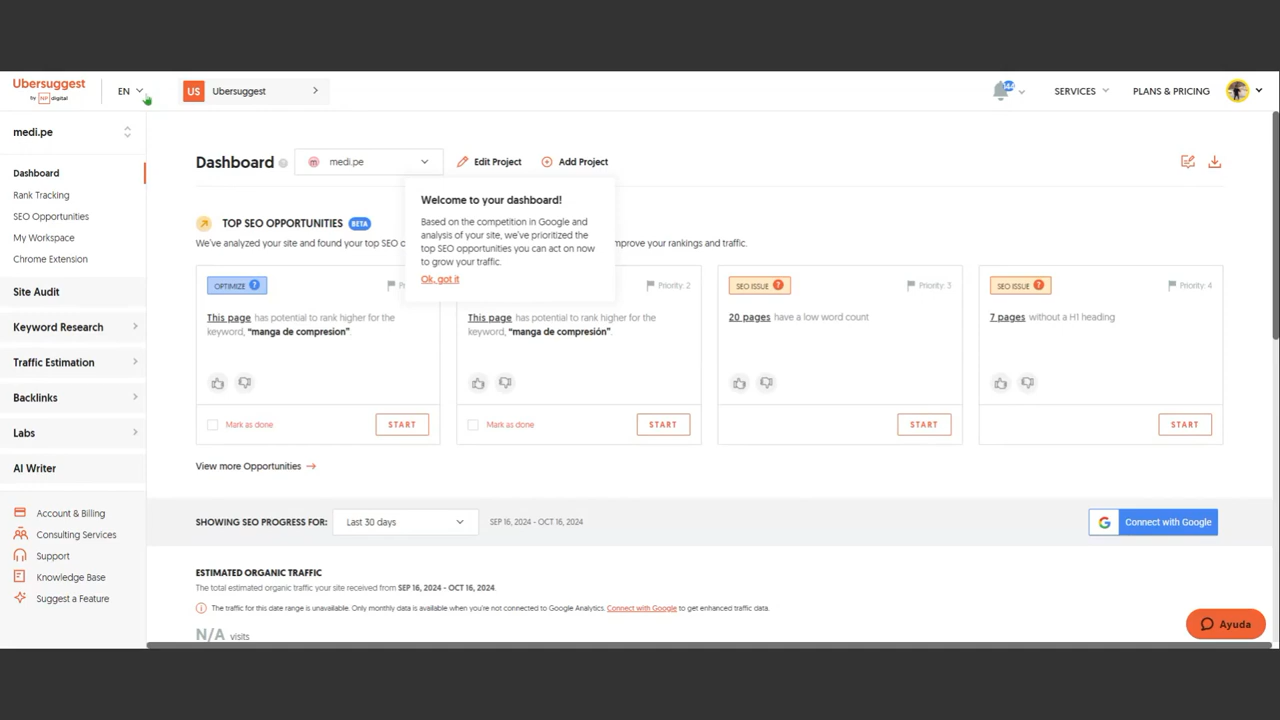 Ubersuggest
by NP digital
EN
US Ubersuggest
SERVICES
PLANS & PRICING
medi.pe
Dashboard
Rank Tracking
SEO Opportunities
My Workspace
Chrome Extension
Site Audit
Keyword Research
Traffic Estimation
Backlinks
Labs
AI Writer
Account & Billing
Consulting Services
Support
Knowledge Base
Suggest a Feature
Dashboard ?
m medi.pe
Edit Project
Add Project
Welcome to your dashboard!
Based on the competition in Google and
analysis of your site, we've prioritized the
top SEO opportunities you can act on now
to grow your traffic.
Ok, got it
TOP SEO OPPORTUNITIES BETA
We've analyzed your site and found your top SEO o
mprove your rankings and traffic.
OPTIMIZE ?
This page has potential to rank higher for the
keyword, "manga de compresion".
Mark as done
START
Priority: 2
This page has potential to rank higher for the
keyword, "manga de compresión".
Mark as done
START
SEO ISSUE ?
Priority: 3
20 pages have a low word count
START
SEO ISSUE ?
Priority: 4
7 pages without a H1 heading
START
View more Opportunities
SHOWING SEO PROGRESS FOR:
Last 30 days
SEP 16, 2024 - OCT 16, 2024
Connect with Google
ESTIMATED ORGANIC TRAFFIC
The total estimated organic traffic your site received from SEP 16, 2024 - OCT 16, 2024.
The traffic for this date range is unavailable. Only monthly data is available when you're not connected to Google Analytics. Connect with Google to get enhanced traffic data.
N/A visits
Ayuda